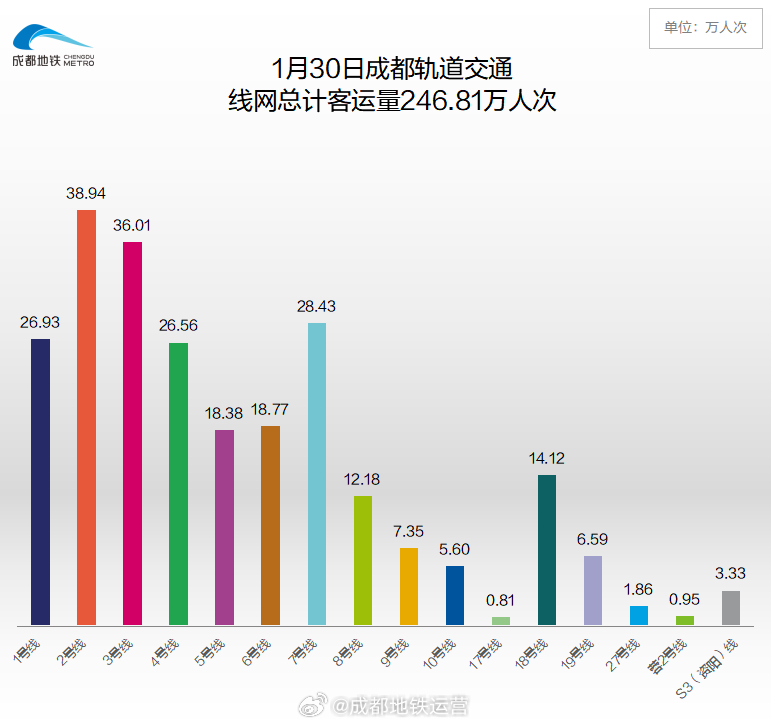 成都地铁 CHENGDU METRO
单位：万人次
1月30日成都轨道交通
线网总计客运量246.81万人次
26.93
38.94
36.01
26.56
18.38
18.77
28.43
12.18
7.35
5.60
0.81
14.12
6.59
1.86
0.95
3.33
1号线
2号线
3号线
4号线
5号线
6号线
7号线
8号线
9号线
10号线
17号线
18号线
19号线
27号线
蓉2号线
S3（资阳）线
@成都地铁运营